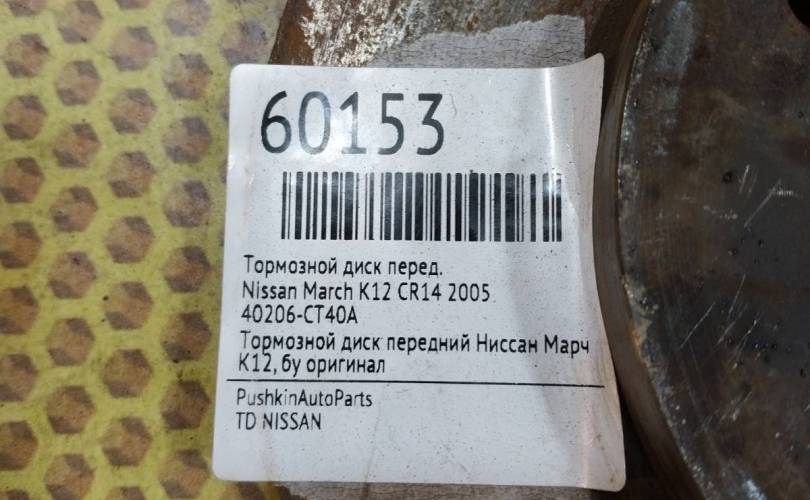 60153
Тормозной диск перед.
Nissan March K12 CR14 2005
40206-CT40A
Тормозной диск передний Ниссан Марч
К12, бу оригинал
PushkinAutoParts
TD NISSAN